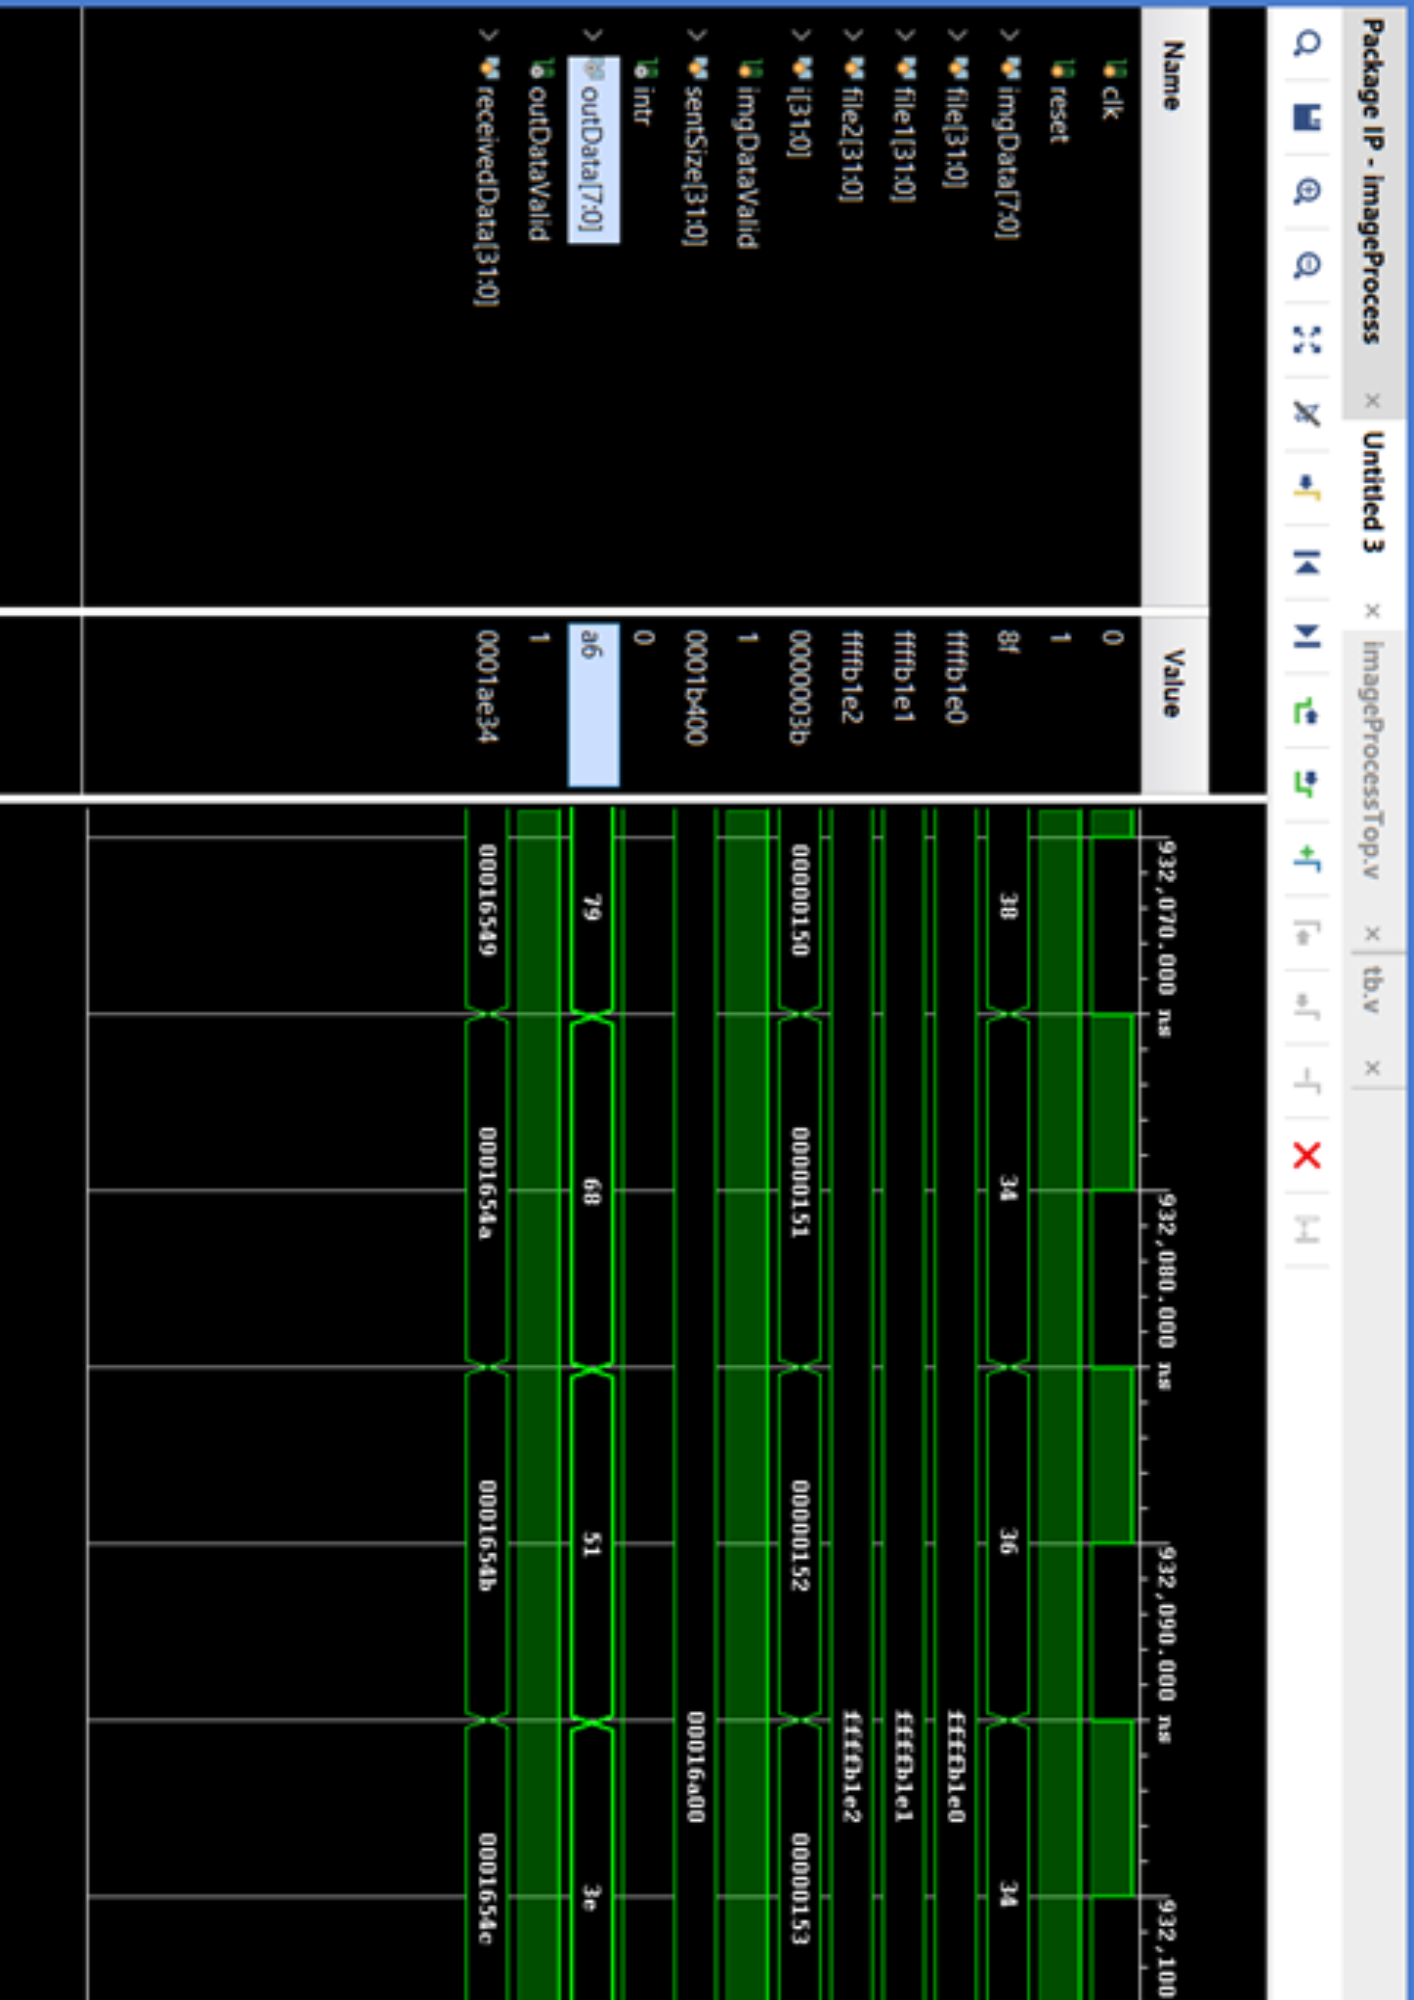 Package IP - imageProcess × Untitled 3 × imageProcessTop.v × tb.v ×
Name Value
932,070.000 ns 932,080.000 ns 932,090.000 ns 932,100
clk 0
reset 1
imgData[7:0] 8f 38 34 36 34
file[31:0] ffffb1e0 ffffb1e0
file1[31:0] ffffb1e1 ffffb1e1
file2[31:0] ffffb1e2 ffffb1e2
i[31:0] 0000003b 00000150 00000151 00000152 00000153
imgDataValid 1
sentSize[31:0] 0001b400 00016a00
intr 0
outData[7:0] a6 79 68 51 3e
outDataValid 1
receivedData[31:0] 0001ae34 00016549 0001654a 0001654b 0001654c